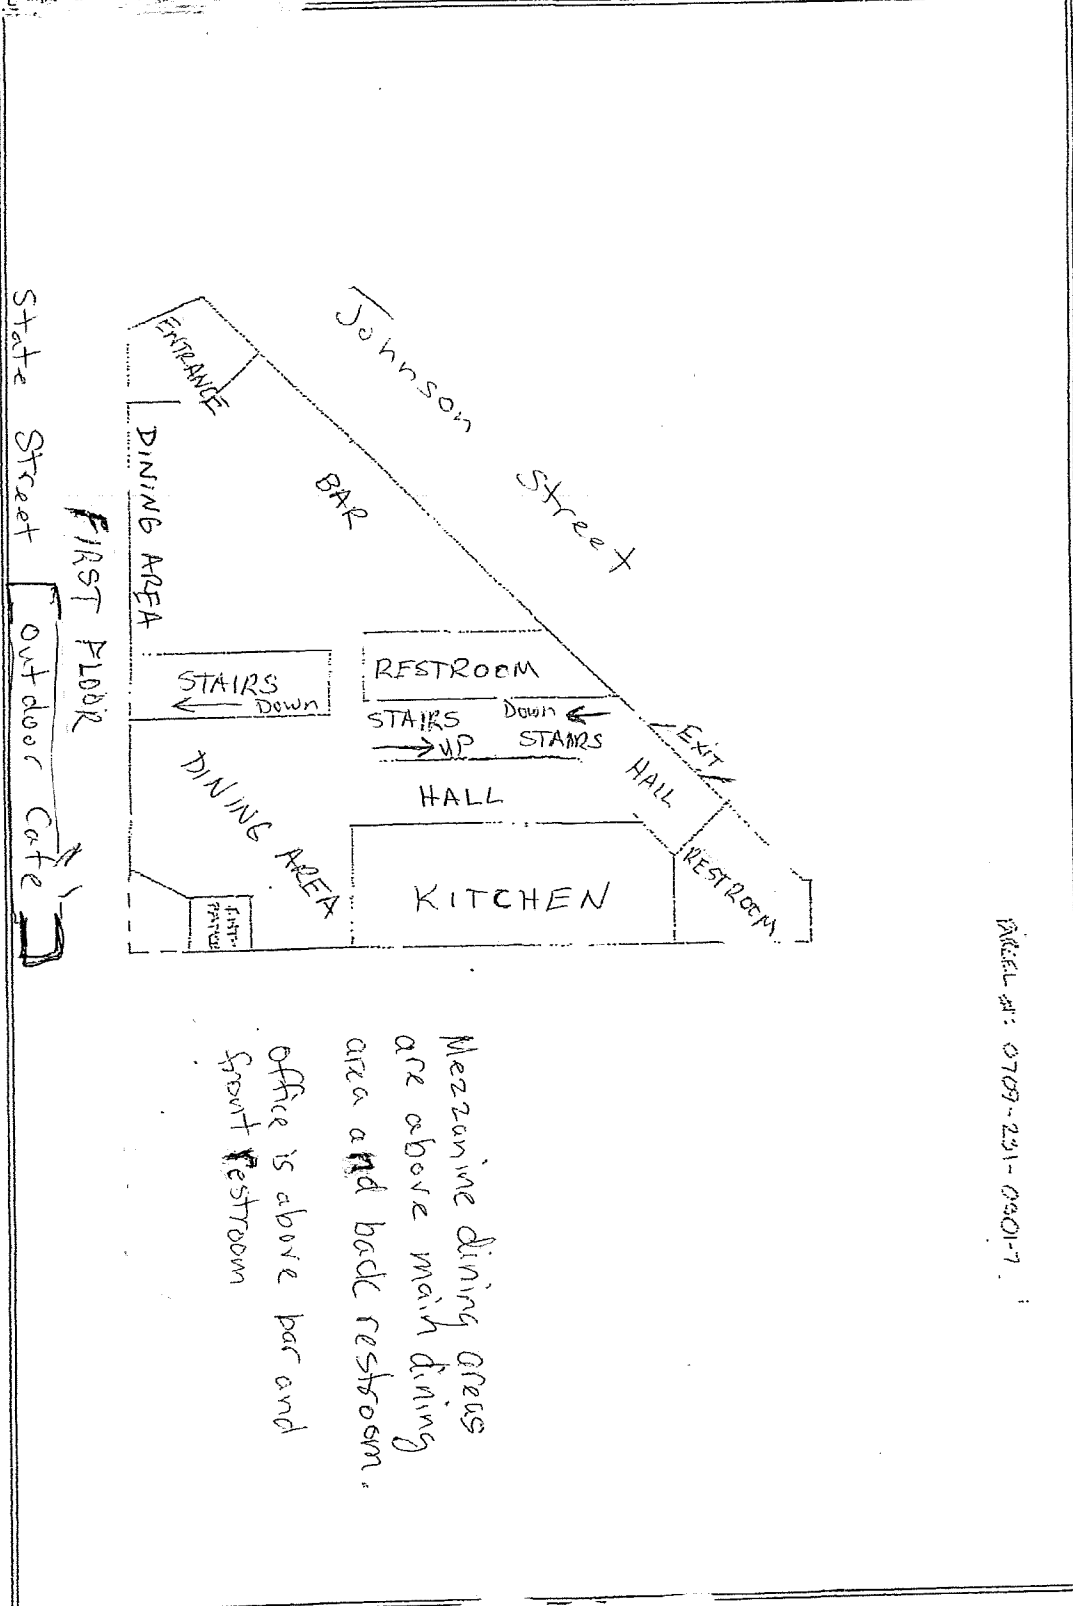 Johnson Street
ENTRANCE
BAR
DINING AREA
RESTROOM
STAIRS
Down
STAIRS
UP
Down
STAIRS
EXIT
HALL
HALL
RESTROOM
KITCHEN
DINING AREA
FIRST FLOOR
State Street
outdoor Cafe
Mezzanine dining areas
are above main dining
area and back restroom.
office is above bar and
front restroom
PARCEL #: 0709-231-0901-7